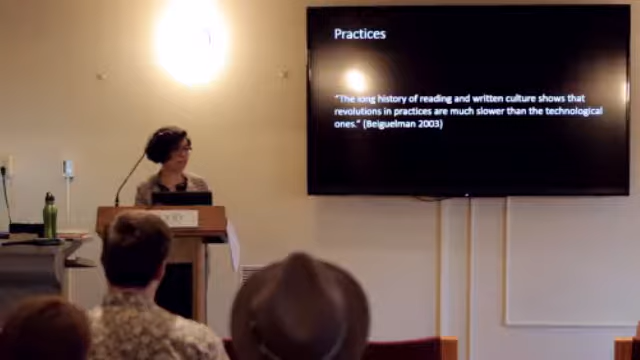 Practices
"The long history of reading and written culture shows that
revolutions in practices are much slower than the technological
ones." (Beiguelman 2003)